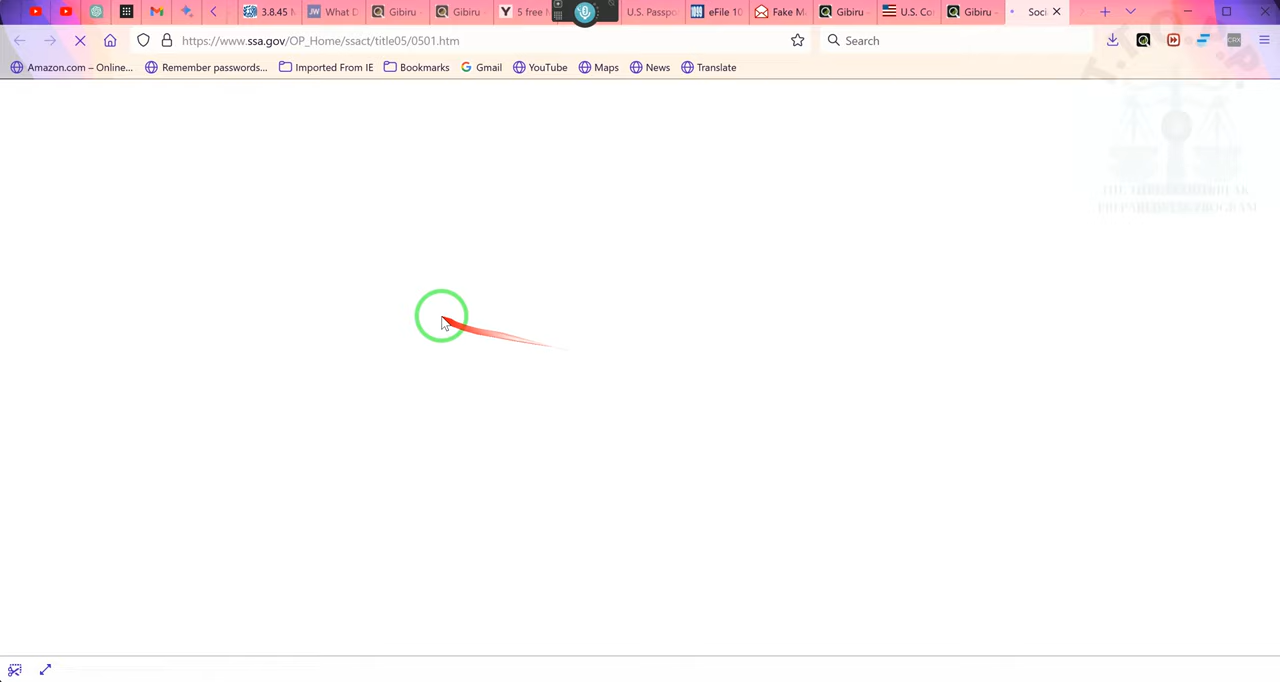 3.8.45 M
What D
Gibiru -
Gibiru
5 free
U.S. Passpo
eFile 10
Fake M
Gibiru -
U.S. Co
Gibiru -
Soci
https://www.ssa.gov/OP_Home/ssact/title05/0501.htm
Search
Amazon.com – Online...
Remember passwords...
Imported From IE
Bookmarks
Gmail
YouTube
Maps
News
Translate
T.H.O.P.P.
PREPAREDNESS PROGRAM